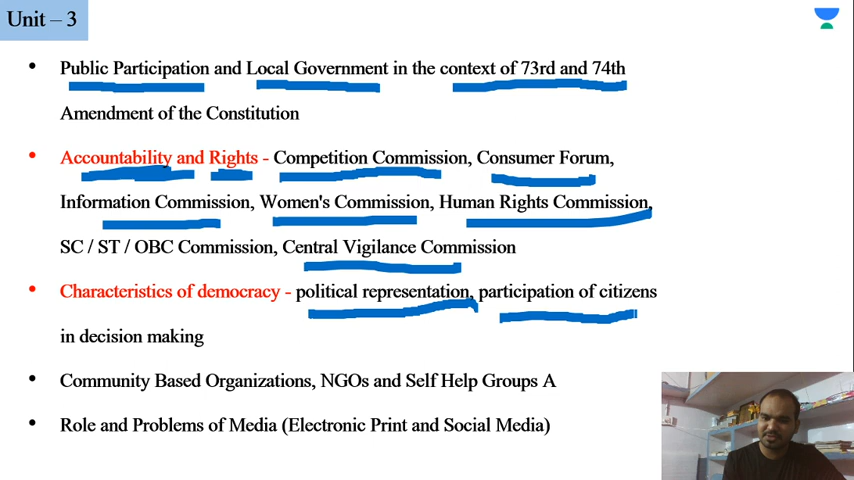 Unit – 3
• Public Participation and Local Government in the context of 73rd and 74th
Amendment of the Constitution
• Accountability and Rights - Competition Commission, Consumer Forum,
Information Commission, Women's Commission, Human Rights Commission,
SC / ST / OBC Commission, Central Vigilance Commission
• Characteristics of democracy - political representation, participation of citizens
in decision making
• Community Based Organizations, NGOs and Self Help Groups A
• Role and Problems of Media (Electronic Print and Social Media)